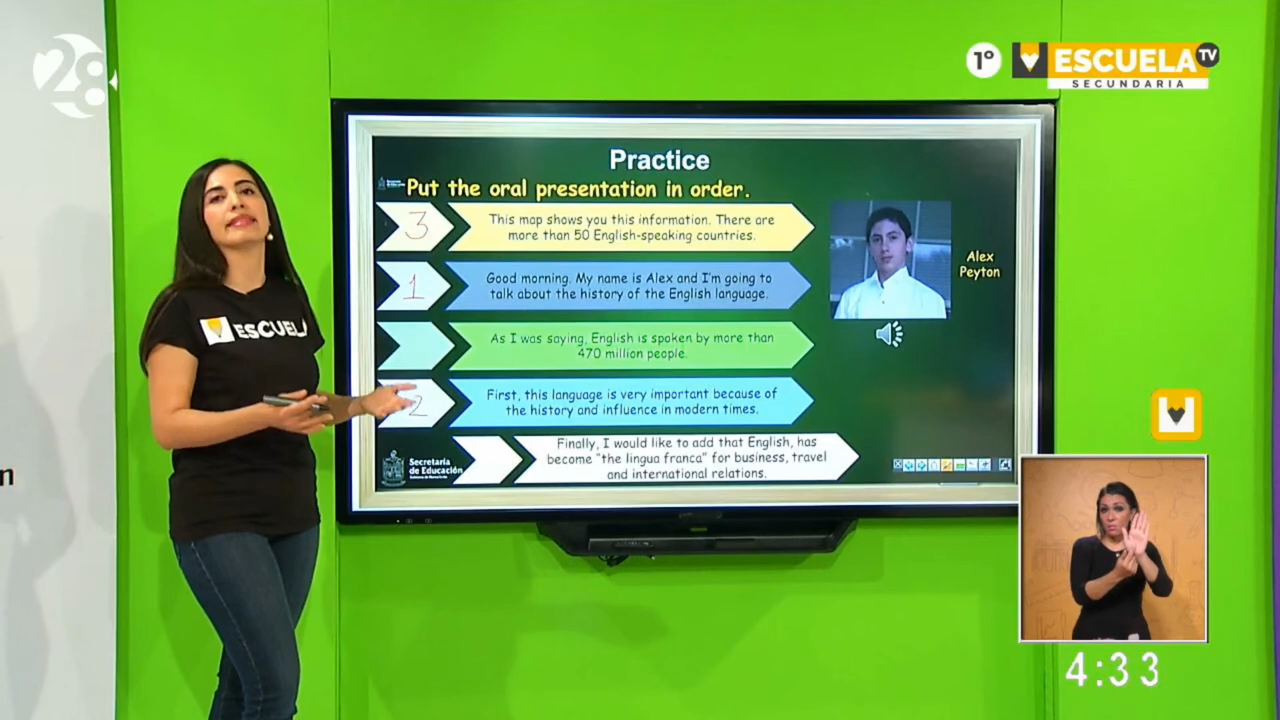 28
1º
ESCUELA TV
SECUNDARIA
Practice
Put the oral presentation in order.
3
This map shows you this information. There are
more than 50 English-speaking countries.
1
Good morning. My name is Alex and I'm going to
talk about the history of the English language.
As I was saying, English is spoken by more than
470 million people.
2
First, this language is very important because of
the history and influence in modern times.
Finally, I would like to add that English, has
become "the lingua franca" for business, travel
and international relations.
Alex
Peyton
Secretaría
de Educación
ESCUELA
n
4:33